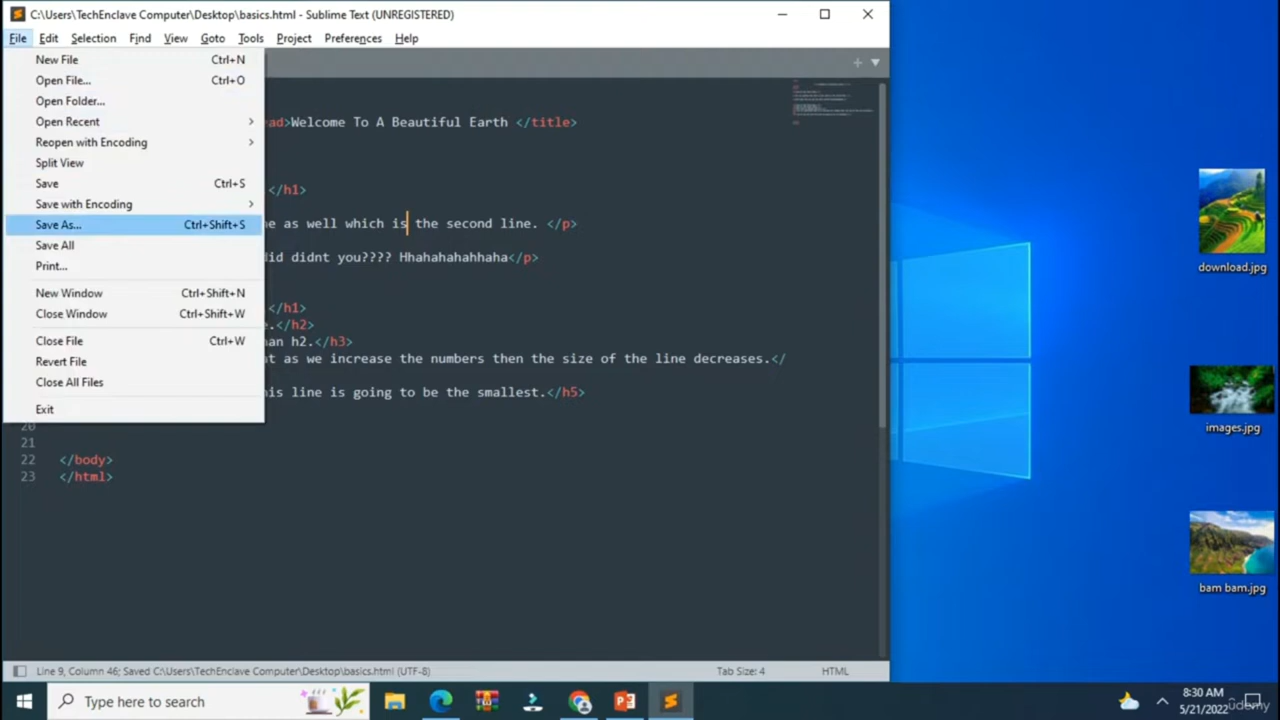 C:\Users\TechEnclave Computer\Desktop\basics.html - Sublime Text (UNREGISTERED)
File Edit Selection Find View Goto Tools Project Preferences Help
New File Ctrl+N
Open File... Ctrl+O
Open Folder...
Open Recent
Reopen with Encoding
Split View
Save Ctrl+S
Save with Encoding
Save As... Ctrl+Shift+S
Save All
Print...
New Window Ctrl+Shift+N
Close Window Ctrl+Shift+W
Close File Ctrl+W
Revert File
Close All Files
Exit
ad>Welcome To A Beautiful Earth </title>
</h1>
e as well which is the second line. </p>
id didnt you???? Hhahahahahhaha</p>
</h1>
e.</h2>
an h2.</h3>
t as we increase the numbers then the size of the line decreases.</
is line is going to be the smallest.</h5>
20
21
22 </body>
23 </html>
download.jpg
images.jpg
bam bam.jpg
Line 9, Column 46; Saved C:\Users\TechEnclave Computer\Desktop\basics.html (UTF-8) Tab Size: 4 HTML
Type here to search
8:30 AM
5/21/2022
udemy